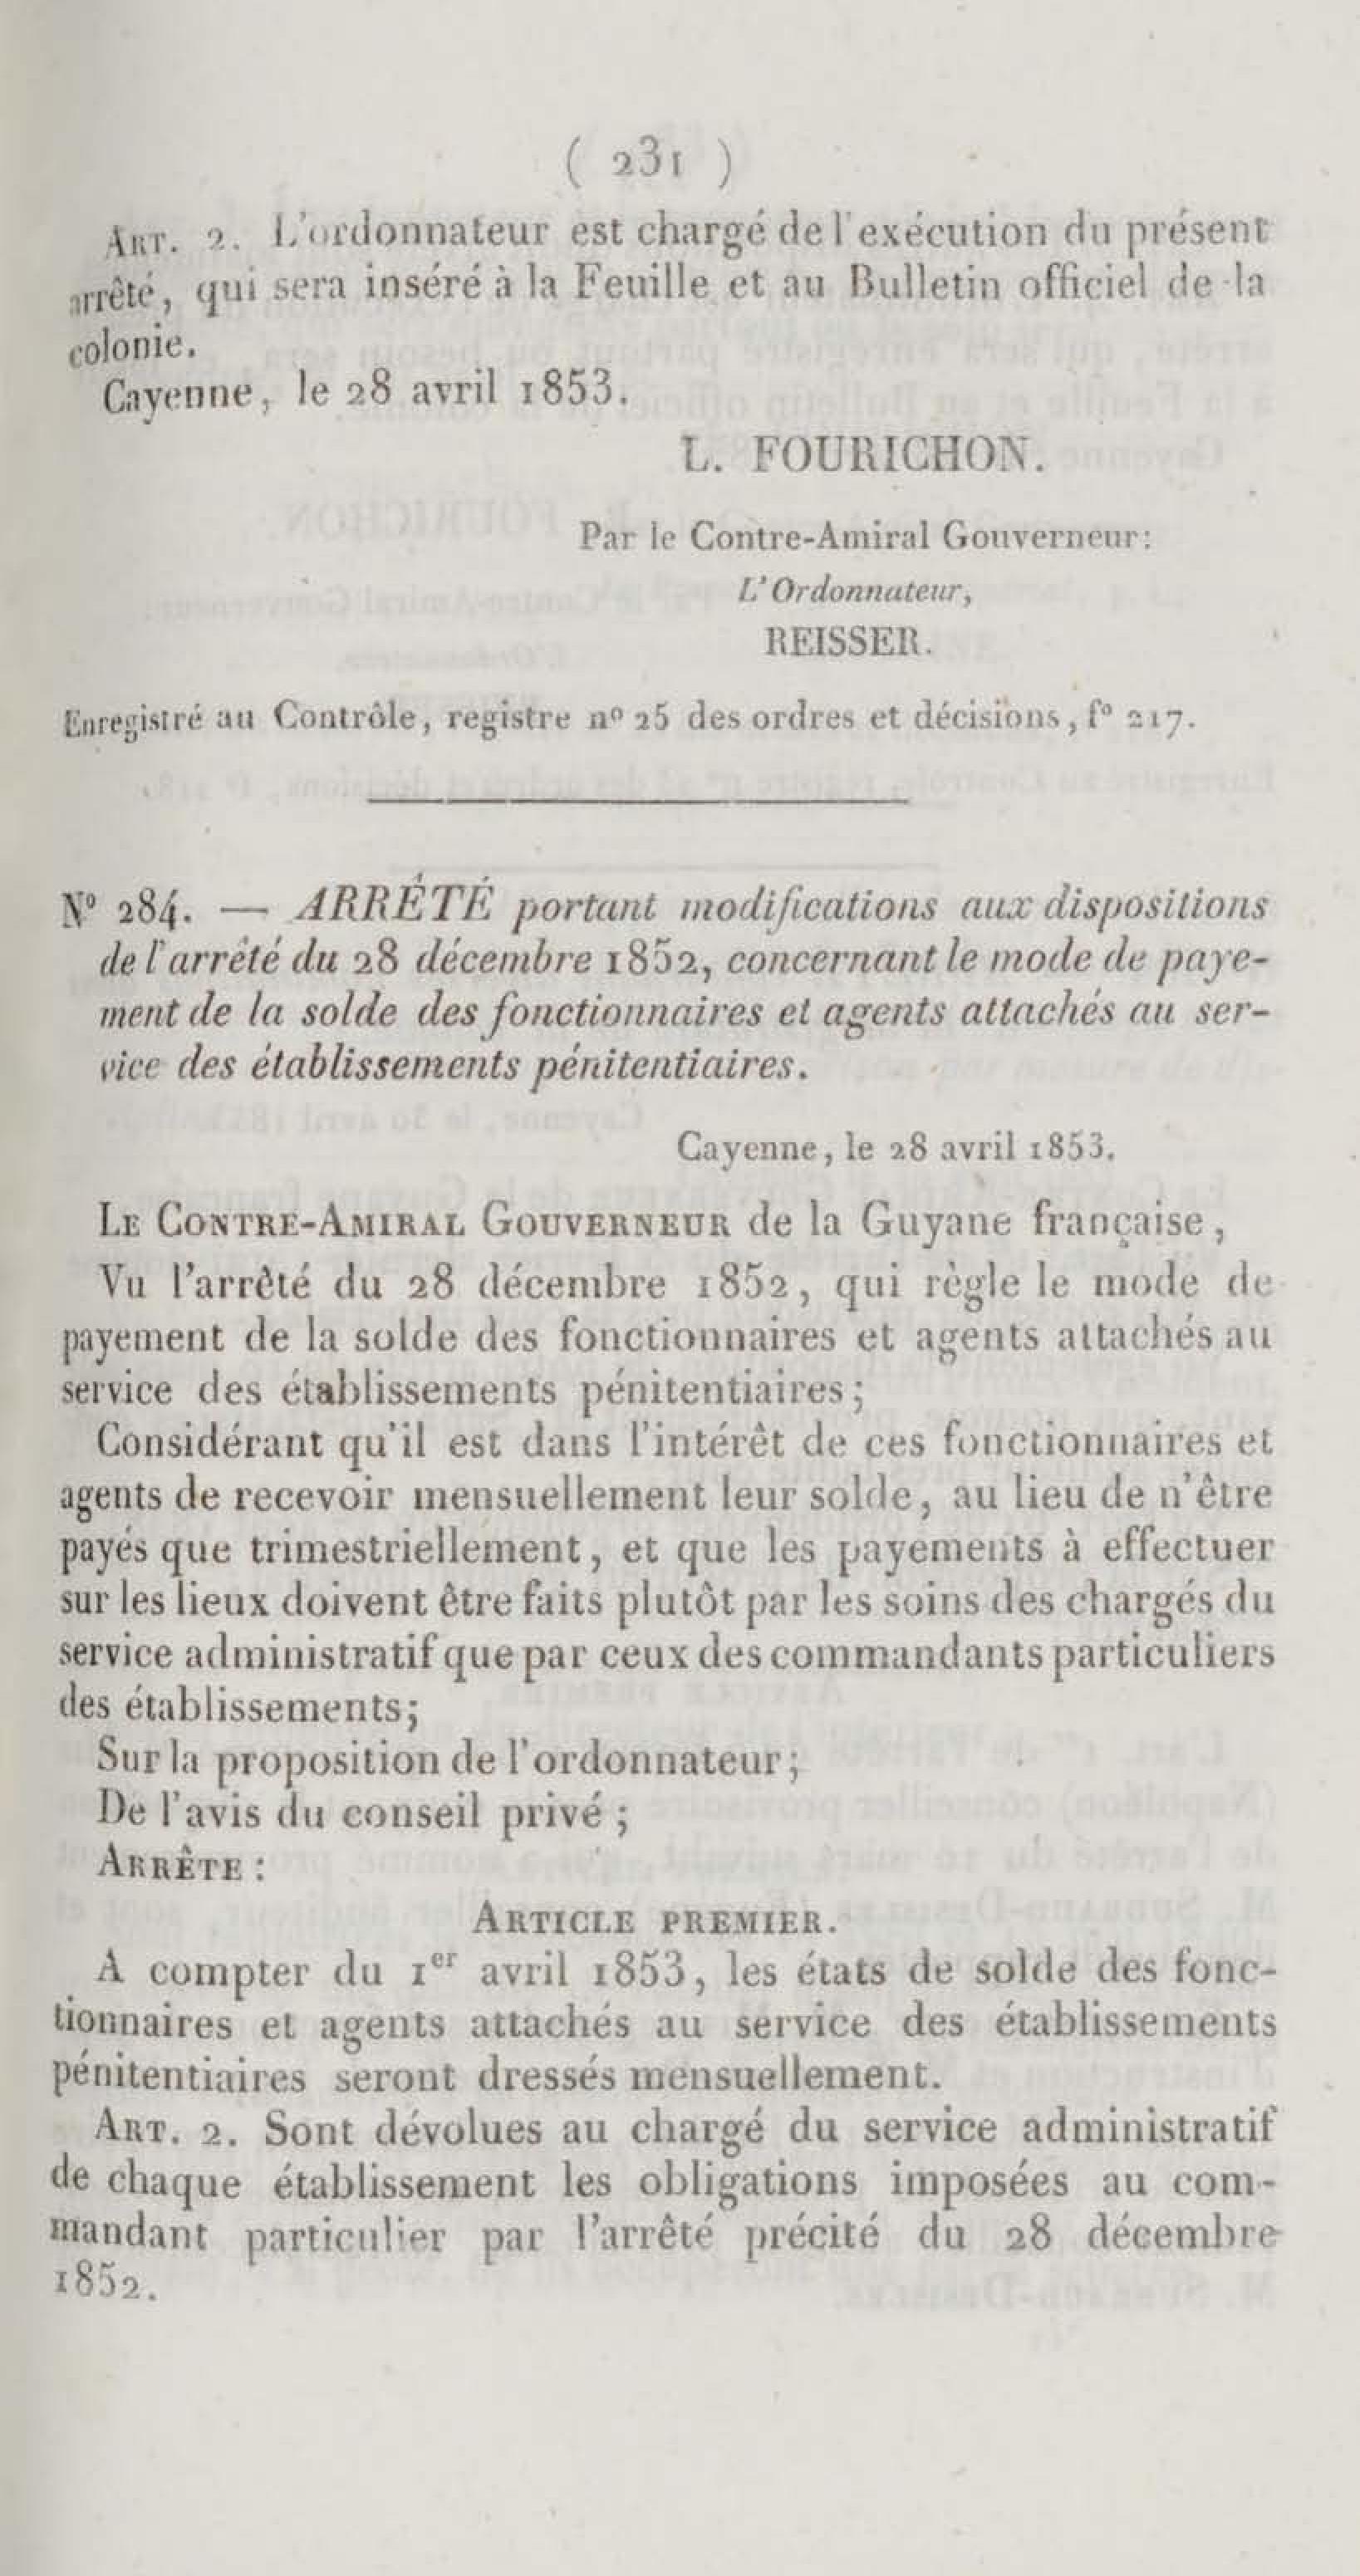 ( 231 )
ART. 2. L'ordonnateur est chargé de l'exécution du présent
arrêté, qui sera inséré à la Feuille et au Bulletin officiel de la
colonie.
Cayenne, le 28 avril 1853.
L. FOURICHON.
Par le Contre-Amiral Gouverneur:
L'Ordonnateur,
REISSER.
Enregistré au Contrôle, registre nº 25 des ordres et décisions, fº 217.
Nº 284. — ARRÊTÉ portant modifications aux dispositions
de l'arrêté du 28 décembre 1852, concernant le mode de paye-
ment de la solde des fonctionnaires et agents attachés au ser-
vice des établissements pénitentiaires.
Cayenne, le 28 avril 1853.
LE CONTRE-AMIRAL GOUVERNEUR de la Guyane française,
Vu l'arrêté du 28 décembre 1852, qui règle le mode de
payement de la solde des fonctionnaires et agents attachés au
service des établissements pénitentiaires;
Considérant qu'il est dans l'intérêt de ces fonctionnaires et
agents de recevoir mensuellement leur solde, au lieu de n'être
payés que trimestriellement, et que les payements à effectuer
sur les lieux doivent être faits plutôt par les soins des chargés du
service administratif que par ceux des commandants particuliers
des établissements;
Sur la proposition de l'ordonnateur;
De l'avis du conseil privé;
ARRÊTE:
ARTICLE PREMIER.
A compter du 1er avril 1853, les états de solde des fonc-
tionnaires et agents attachés au service des établissements
pénitentiaires seront dressés mensuellement.
ART. 2. Sont dévolues au chargé du service administratif
de chaque établissement les obligations imposées au com-
mandant particulier par l'arrêté précité du 28 décembre
1852.